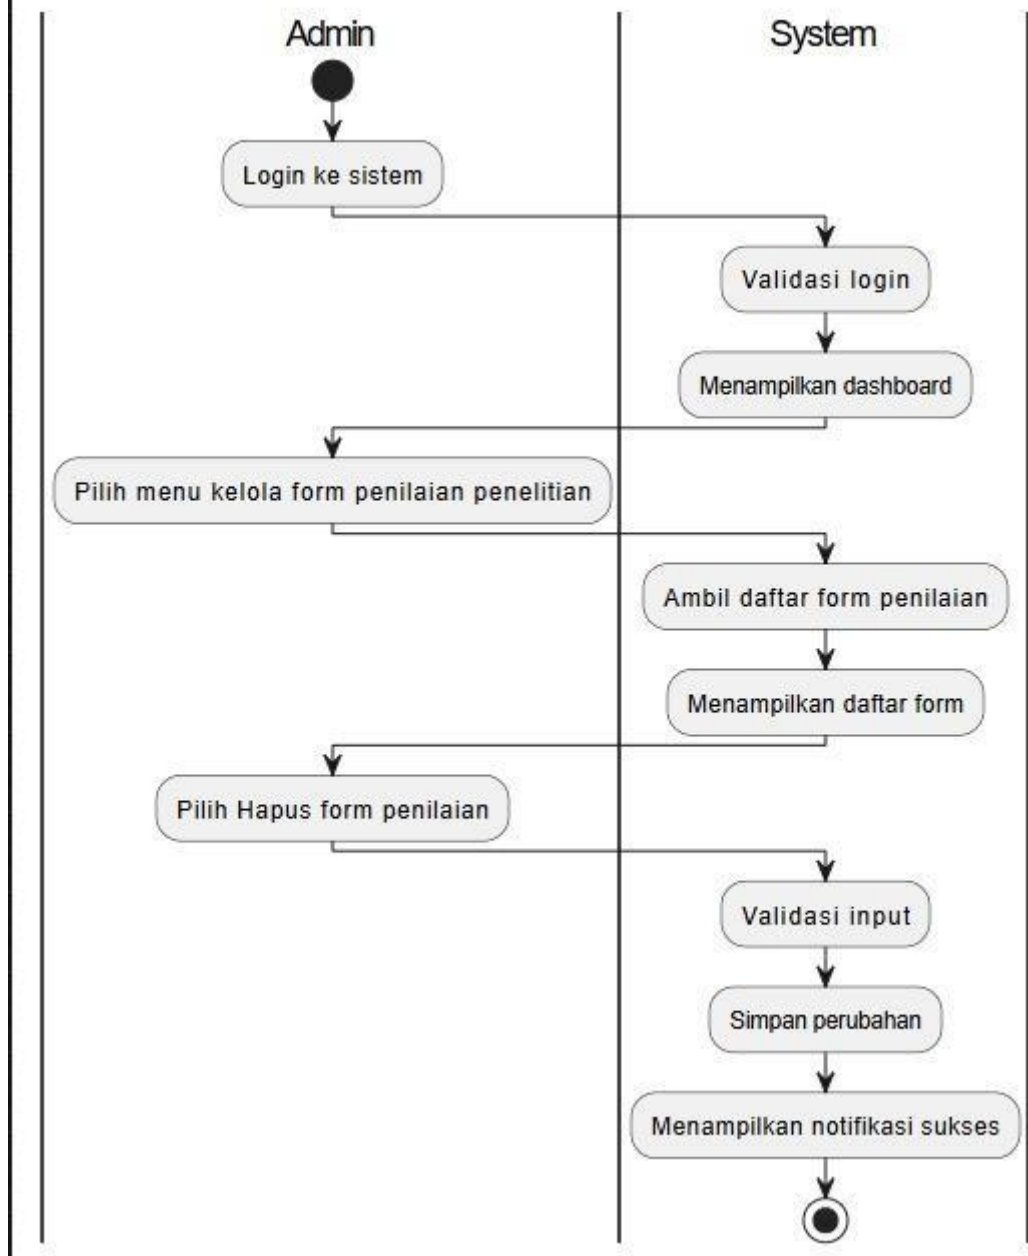 Admin
System
Login ke sistem
Validasi login
Menampilkan dashboard
Pilih menu kelola form penilaian penelitian
Ambil daftar form penilaian
Menampilkan daftar form
Pilih Hapus form penilaian
Validasi input
Simpan perubahan
Menampilkan notifikasi sukses